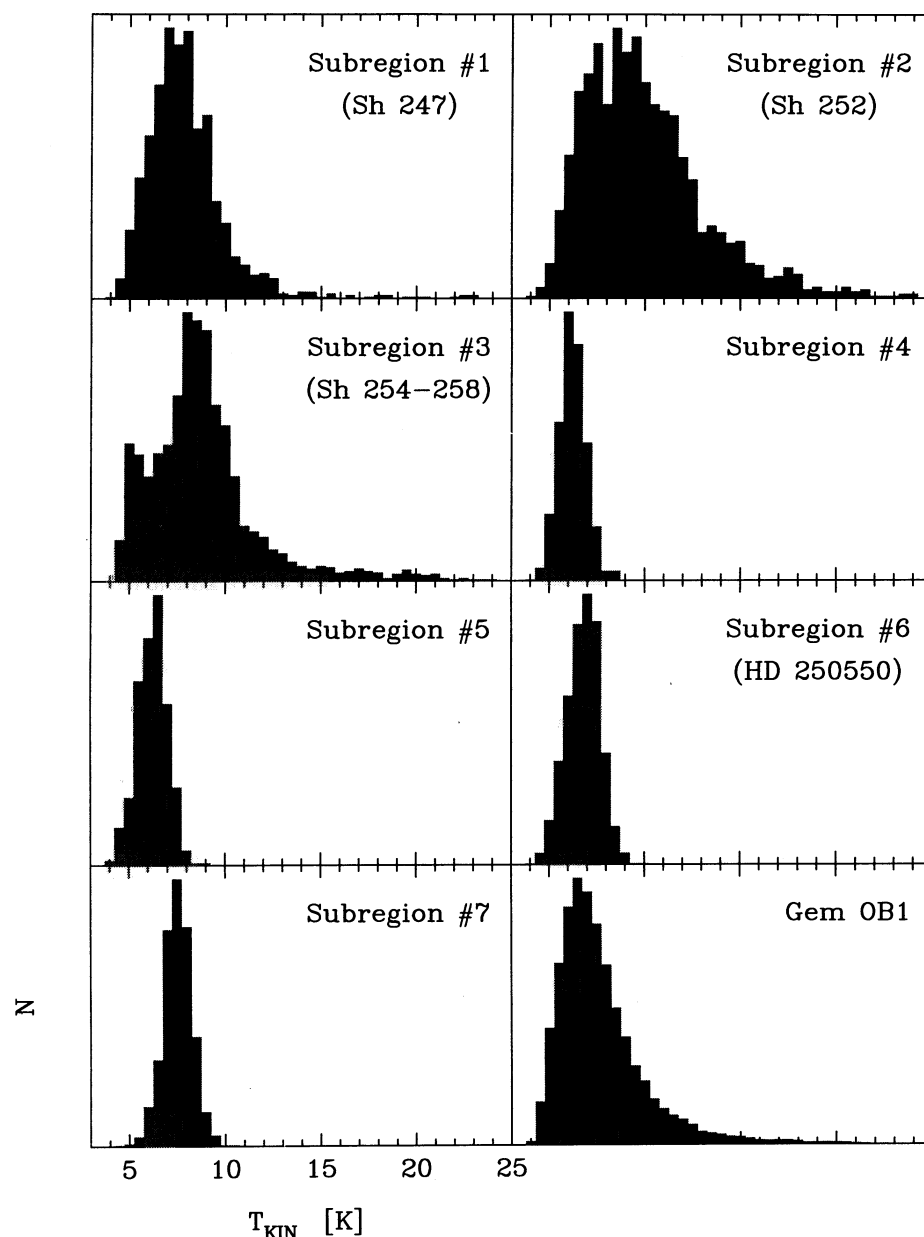 Subregion #1
(Sh 247)
Subregion #2
(Sh 252)
Subregion #3
(Sh 254-258)
Subregion #4
Subregion #5
Subregion #6
(HD 250550)
Subregion #7
Gem OB1
N
5 10 15 20 25
T_KIN [K]